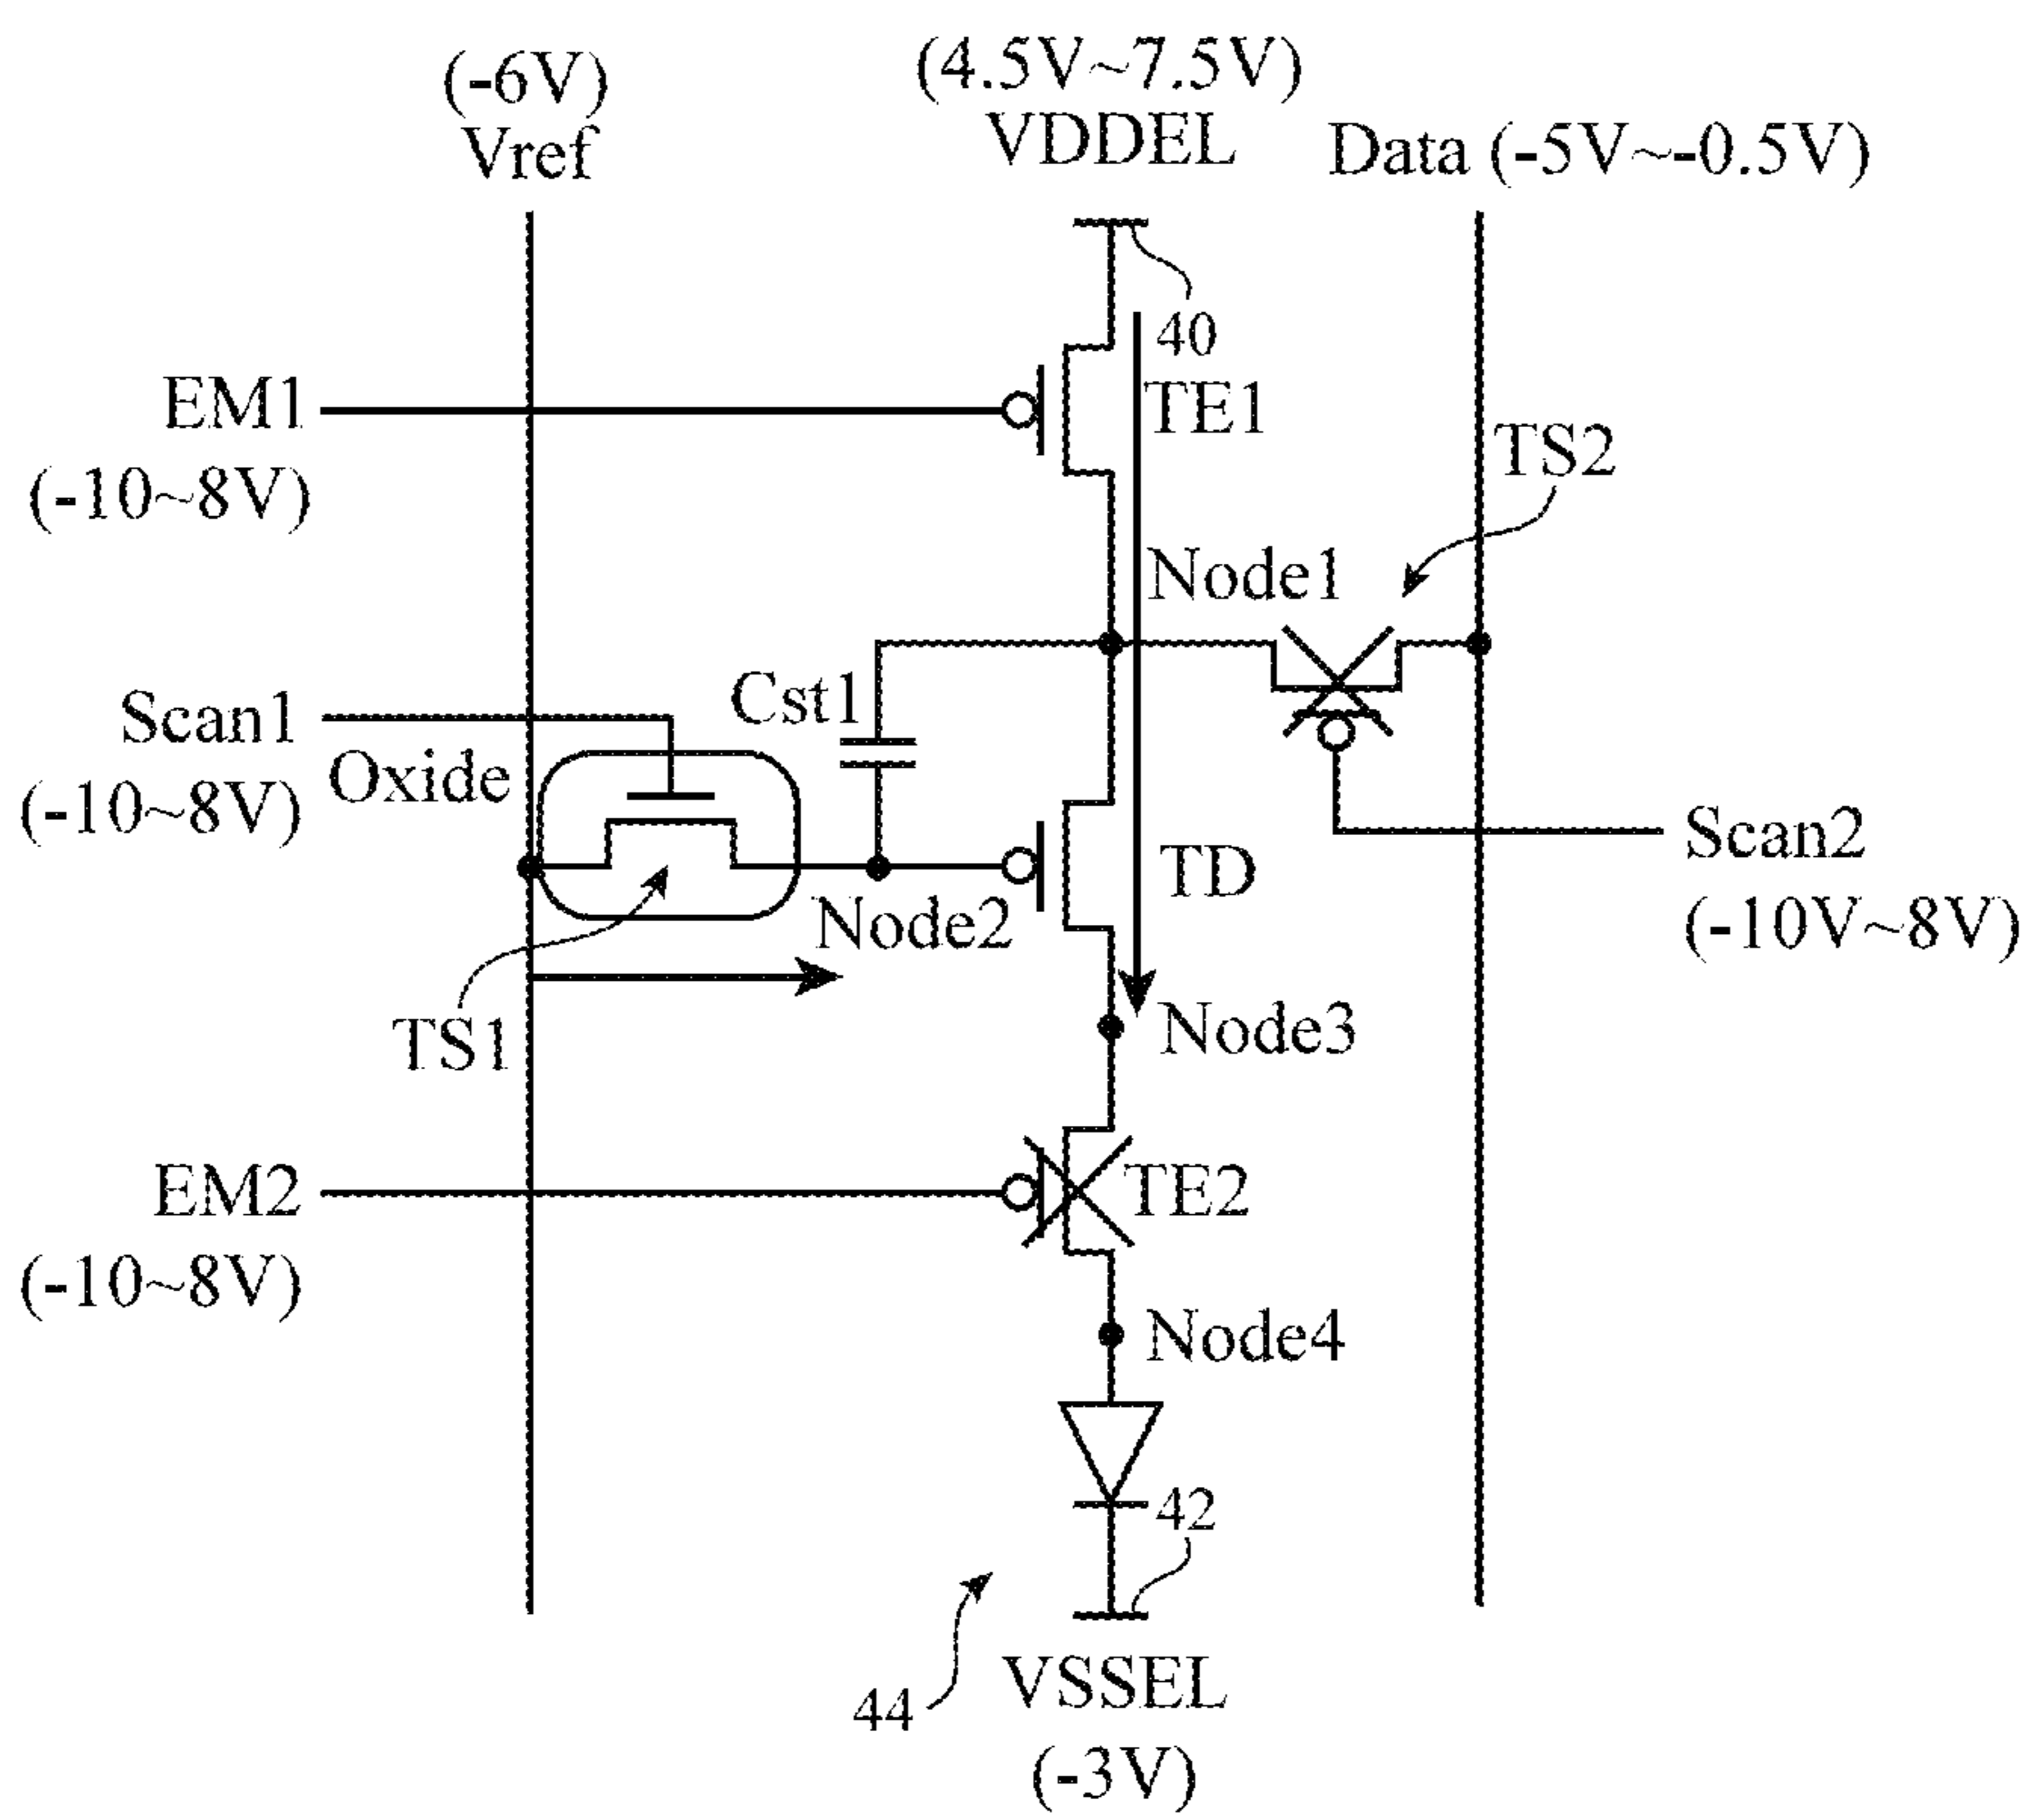 (-6V)
Vref
(4.5V~7.5V)
VDDEL
Data (-5V~-0.5V)
40
EM1
(-10~8V)
TE1
TS2
Node1
Scan1
(-10~8V)
Oxide
Cst1
Scan2
(-10V~8V)
TD
Node2
TS1
Node3
EM2
(-10~8V)
TE2
Node4
42
44
VSSEL
(-3V)